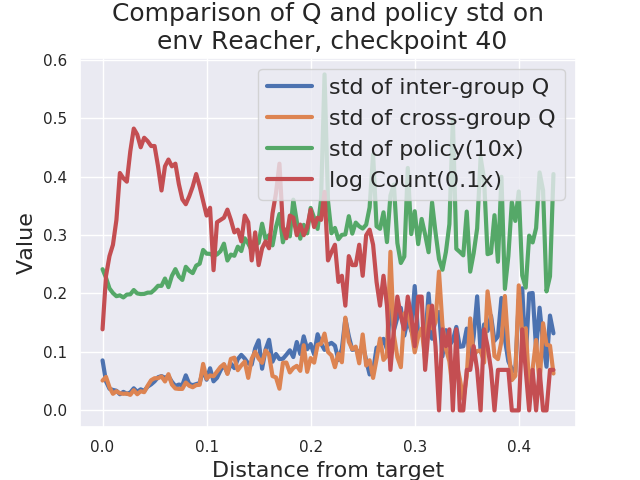 Comparison of Q and policy std on
env Reacher, checkpoint 40
0.6
0.5
0.4
0.3
0.2
0.1
0.0
Value
std of inter-group Q
std of cross-group Q
std of policy(10x)
log Count(0.1x)
0.0 0.1 0.2 0.3 0.4
Distance from target